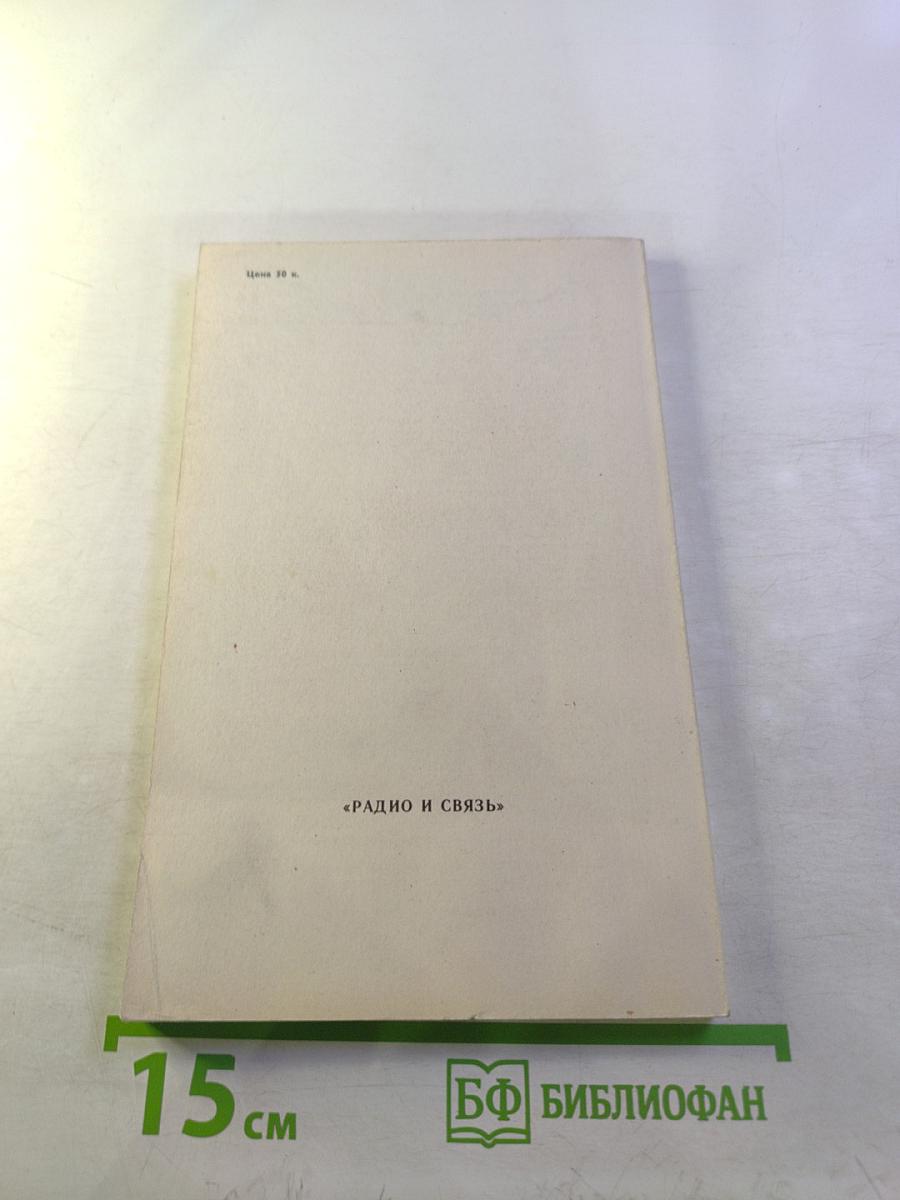 Цена 30 к.
«РАДИО И СВЯЗЬ»
15 см
БФ БИБЛИОФАН